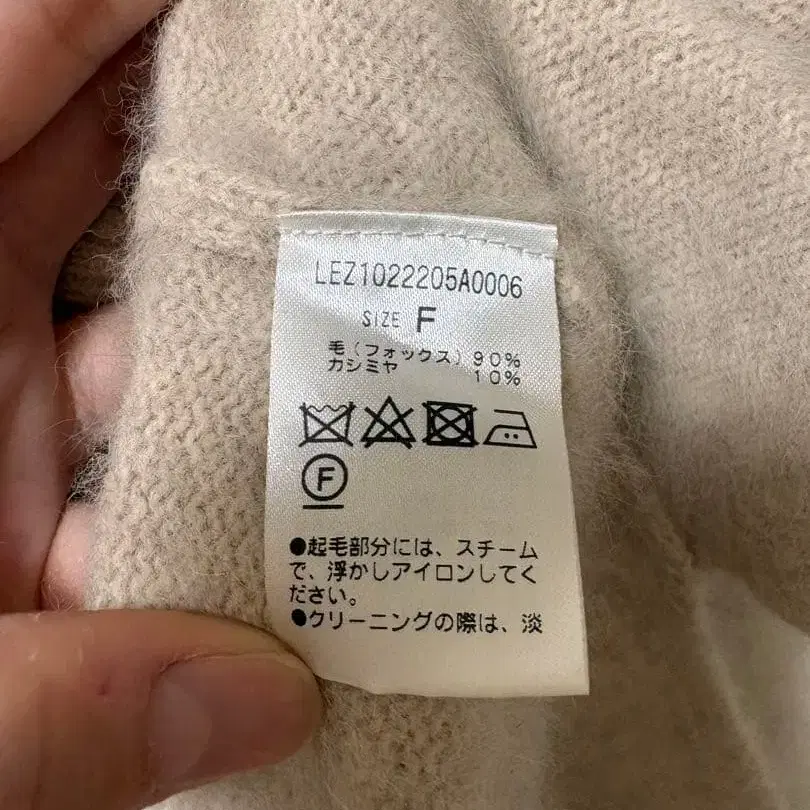 LEZ1022205A0006
SIZE F
毛(フォックス) 90%
カシミヤ 10%
F
●起毛部分には、スチーム
で、浮かしアイロンしてく
ださい。
●クリーニングの際は、淡